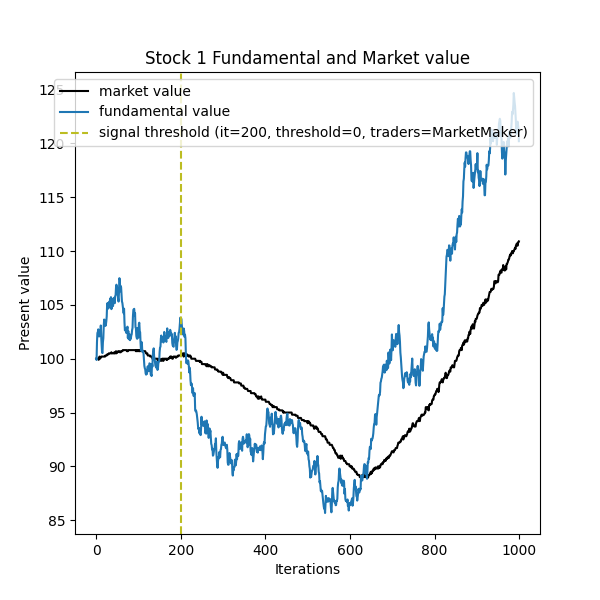 Stock 1 Fundamental and Market value
market value
fundamental value
signal threshold (it=200, threshold=0, traders=MarketMaker)
125
120
115
110
105
100
95
90
85
Present value
0 200 400 600 800 1000
Iterations